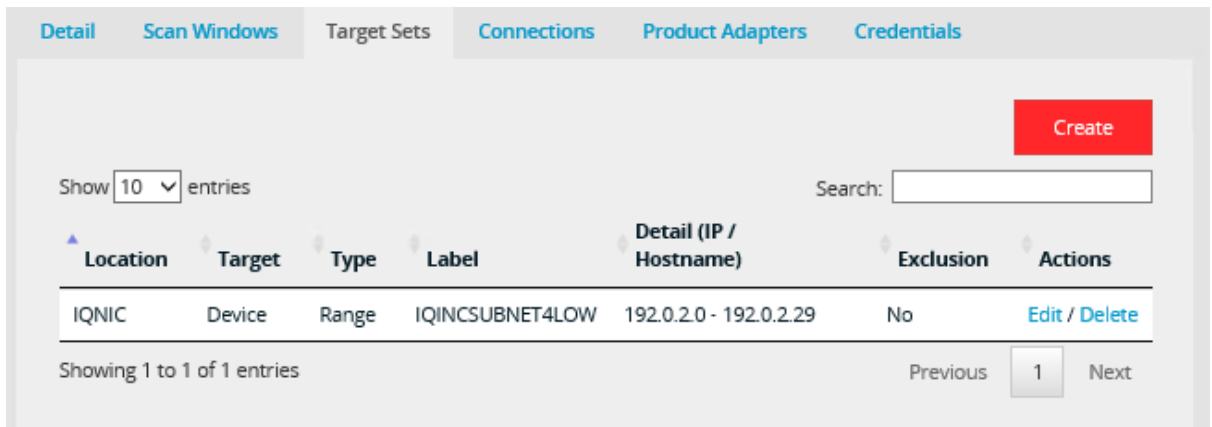 Detail Scan Windows Target Sets Connections Product Adapters Credentials
Create
Show 10 entries Search:
Location Target Type Label Detail (IP / Hostname) Exclusion Actions
IQNIC Device Range IQINCSUBNET4LOW 192.0.2.0 - 192.0.2.29 No Edit / Delete
Showing 1 to 1 of 1 entries Previous 1 Next